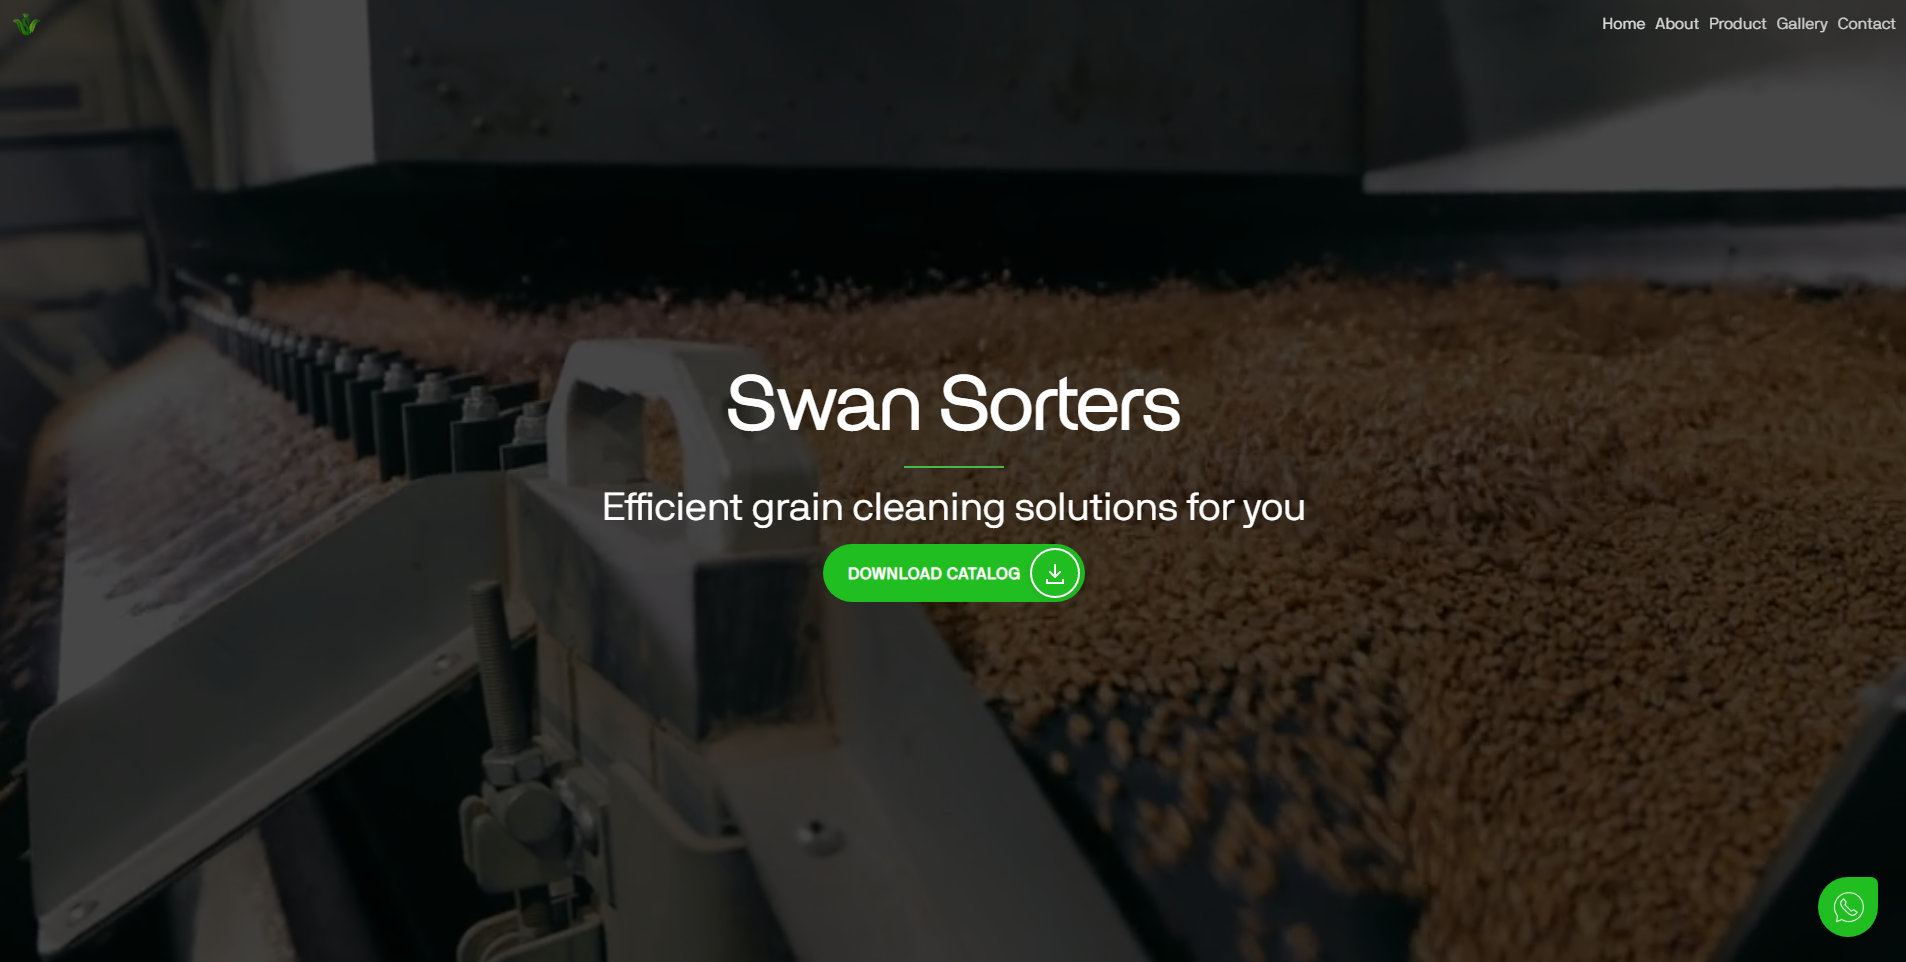 Home About Product Gallery Contact
Swan Sorters
Efficient grain cleaning solutions for you
DOWNLOAD CATALOG